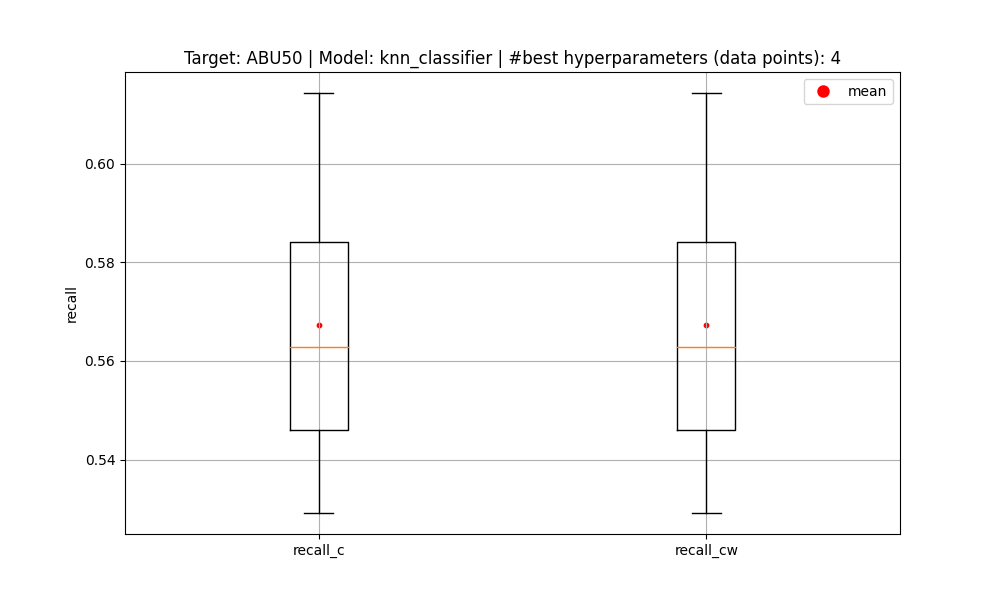 Target: ABU50 | Model: knn_classifier | #best hyperparameters (data points): 4
mean
0.60
0.58
0.56
0.54
recall
recall_c
recall_cw